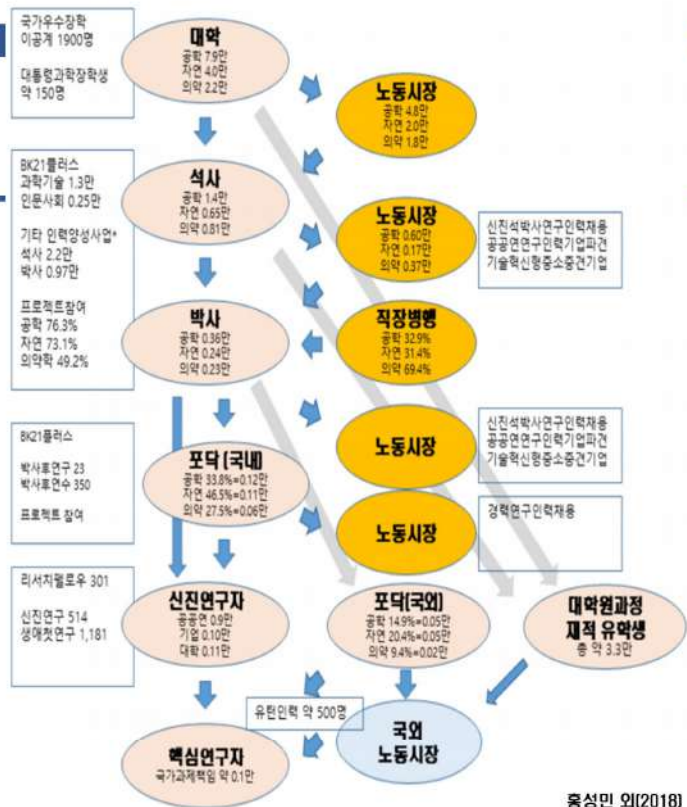 국가우수장학
이공계 1900명
대통령과학장학생
약 150명
대학
공학 7.9만
자연 4.0만
의약 2.2만
노동시장
공학 4.8만
자연 2.0만
의약 1.8만
BK21플러스
과학기술 1.3만
인문사회 0.25만
기타 인력양성사업*
석사 2.2만
박사 0.97만
프로젝트참여
공학 76.3%
자연 73.1%
의약학 49.2%
석사
공학 1.4만
자연 0.65만
의약 0.81만
노동시장
공학 0.60만
자연 0.17만
의약 0.37만
신진석박사연구인력채용
공공연연구인력기업파견
기술혁신형중소중견기업
박사
공학 0.36만
자연 0.24만
의약 0.23만
직장병행
공학 32.9%
자연 31.4%
의약 69.4%
BK21플러스
박사후연구 23
박사후연수 350
프로젝트 참여
포닥 (국내)
공학 33.8%=0.12만
자연 46.5%=0.11만
의약 27.5%=0.06만
노동시장
신진석박사연구인력채용
공공연연구인력기업파견
기술혁신형중소중견기업
노동시장
경력연구인력채용
리서치펠로우 301
신진연구 514
생애첫연구 1,181
신진연구자
공공연 0.9만
기업 0.10만
대학 0.11만
포닥(국외)
공학 14.9%=0.05만
자연 20.4%=0.05만
의약 9.4%=0.02만
대학원과정
재적 유학생
총 약 3.3만
유턴인력 약 500명
핵심연구자
국가과제책임 약 0.1만
국외
노동시장
홍성민 외(2018)